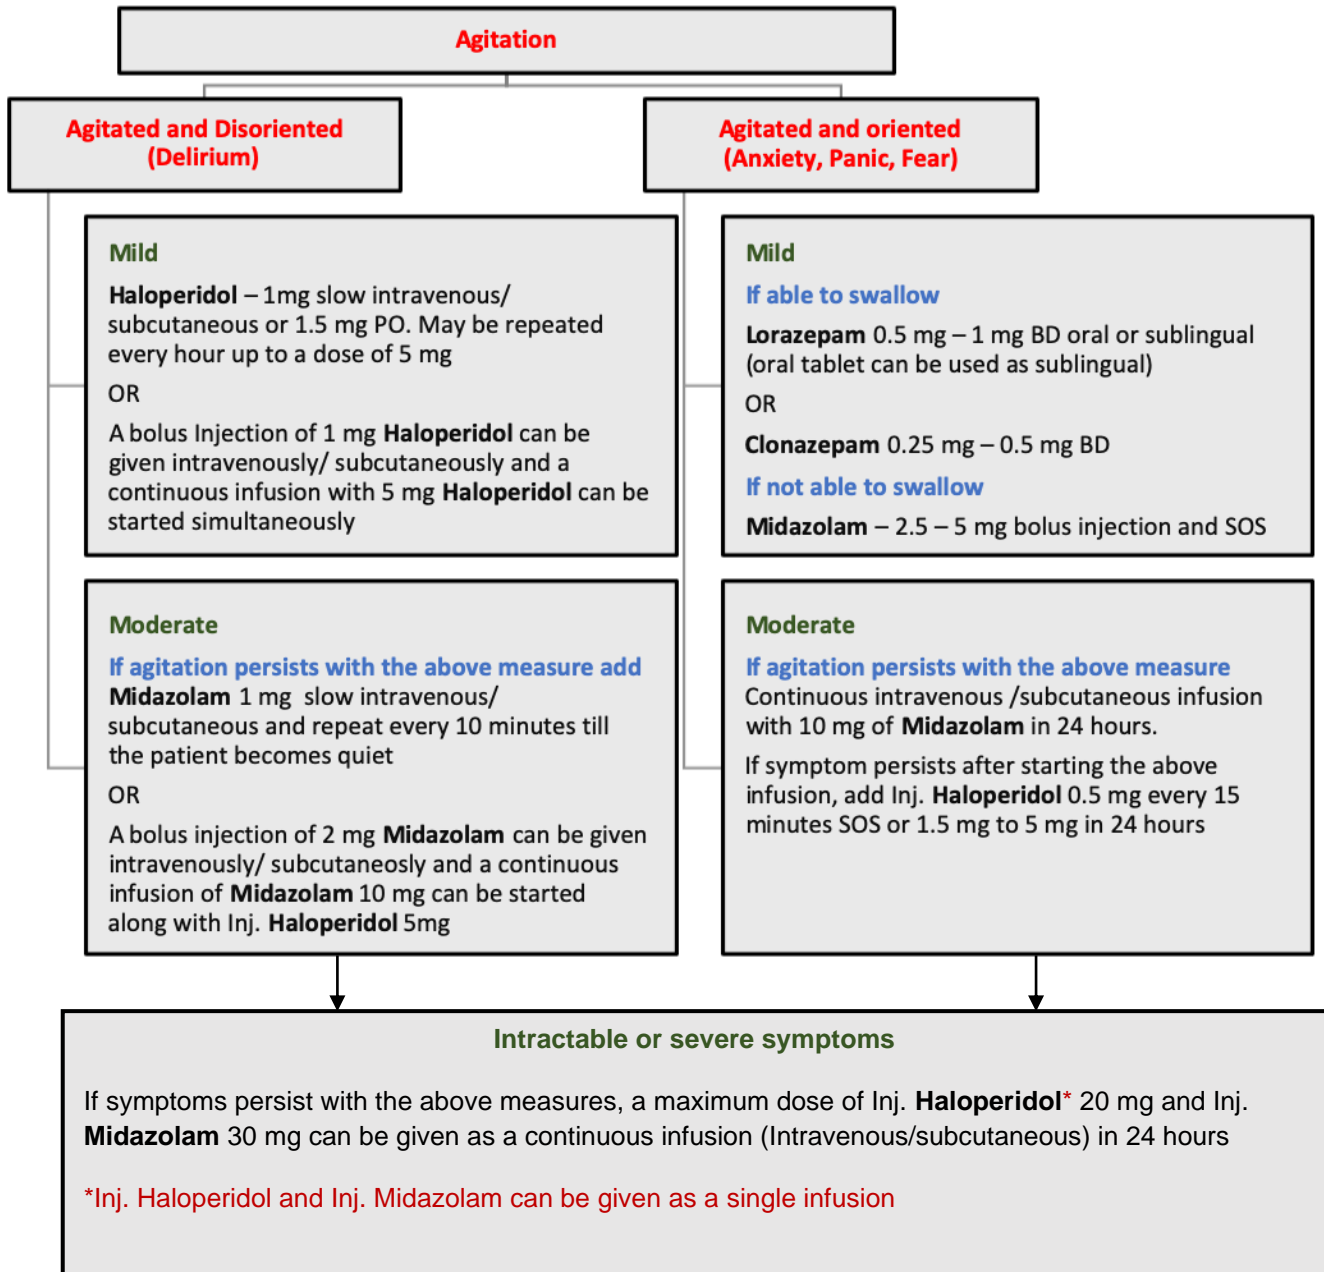 Agitation
Agitated and Disoriented
(Delirium)
Mild
Haloperidol – 1mg slow intravenous/
subcutaneous or 1.5 mg PO. May be repeated
every hour up to a dose of 5 mg
OR
A bolus Injection of 1 mg Haloperidol can be
given intravenously/ subcutaneously and a
continuous infusion with 5 mg Haloperidol can be
started simultaneously
Moderate
If agitation persists with the above measure add
Midazolam 1 mg slow intravenous/
subcutaneous and repeat every 10 minutes till
the patient becomes quiet
OR
A bolus injection of 2 mg Midazolam can be given
intravenously/ subcutaneosly and a continuous
infusion of Midazolam 10 mg can be started
along with Inj. Haloperidol 5mg
Agitated and oriented
(Anxiety, Panic, Fear)
Mild
If able to swallow
Lorazepam 0.5 mg – 1 mg BD oral or sublingual
(oral tablet can be used as sublingual)
OR
Clonazepam 0.25 mg – 0.5 mg BD
If not able to swallow
Midazolam – 2.5 – 5 mg bolus injection and SOS
Moderate
If agitation persists with the above measure
Continuous intravenous /subcutaneous infusion
with 10 mg of Midazolam in 24 hours.
If symptom persists after starting the above
infusion, add Inj. Haloperidol 0.5 mg every 15
minutes SOS or 1.5 mg to 5 mg in 24 hours
Intractable or severe symptoms
If symptoms persist with the above measures, a maximum dose of Inj. Haloperidol* 20 mg and Inj.
Midazolam 30 mg can be given as a continuous infusion (Intravenous/subcutaneous) in 24 hours
*Inj. Haloperidol and Inj. Midazolam can be given as a single infusion